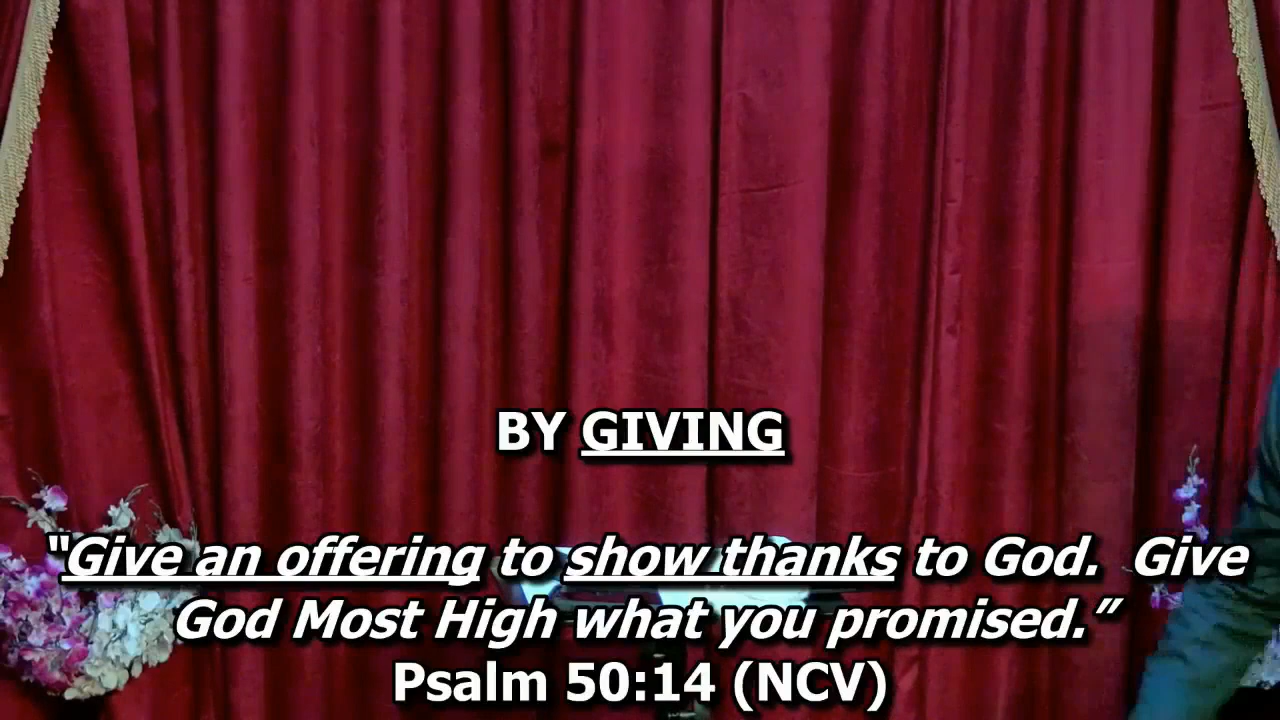 BY GIVING
“Give an offering to show thanks to God.  Give
God Most High what you promised.”
Psalm 50:14 (NCV)